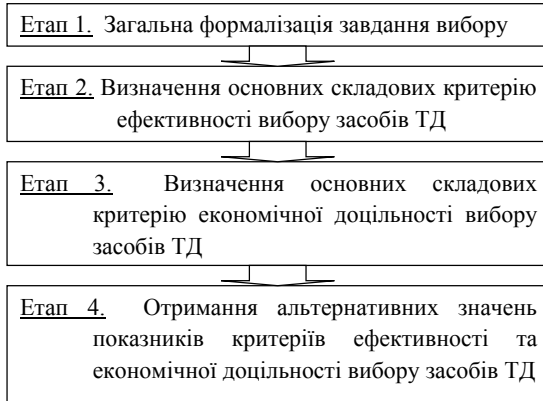 Етап 1. Загальна формалізація завдання вибору
Етап 2. Визначення основних складових критерію
ефективності вибору засобів ТД
Етап 3. Визначення основних складових
критерію економічної доцільності вибору
засобів ТД
Етап 4. Отримання альтернативних значень
показників критеріїв ефективності та
економічної доцільності вибору засобів ТД